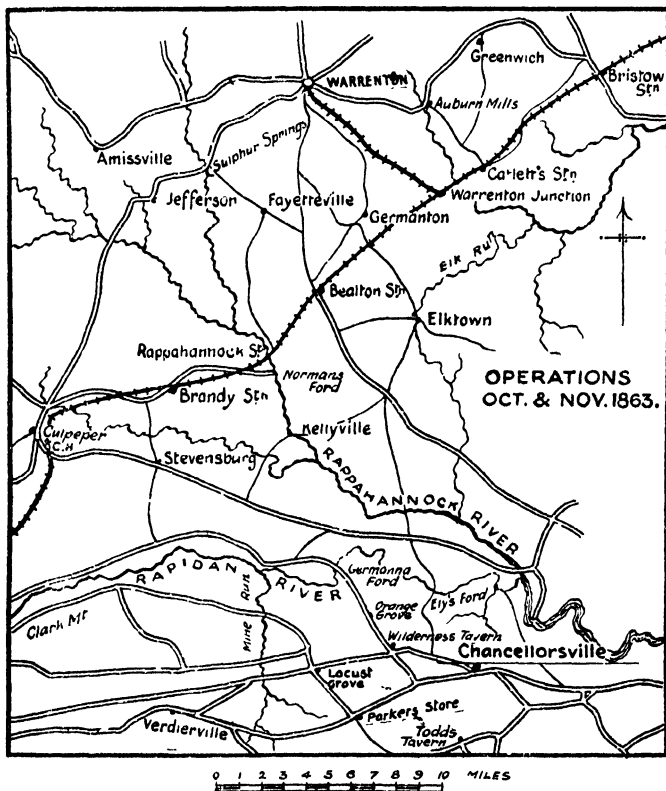 Greenwich
WARRENTON
Bristow
Stn
Auburn Mills
Amissville
Sulphur Springs
Catlett's Stn
Warrenton Junction
Jefferson
Fayetteville
Germanton
Elk Run
Bealton Stn
Elktown
Rappahannock St.
Normans
Ford
OPERATIONS
OCT. & NOV. 1863.
Brandy Stn
Culpeper
C.H
Kellyville
Stevensburg
RAPPAHANNOCK RIVER
RAPIDAN RIVER
Germanna
Ford
Ely's Ford
Orange
Grove
Clark Mt
Mine Run
Wilderness Tavern
Chancellorsville
Locust
Grove
Parkers Store
Verdierville
Todds
Tavern
0 1 2 3 4 5 6 7 8 9 10 MILES